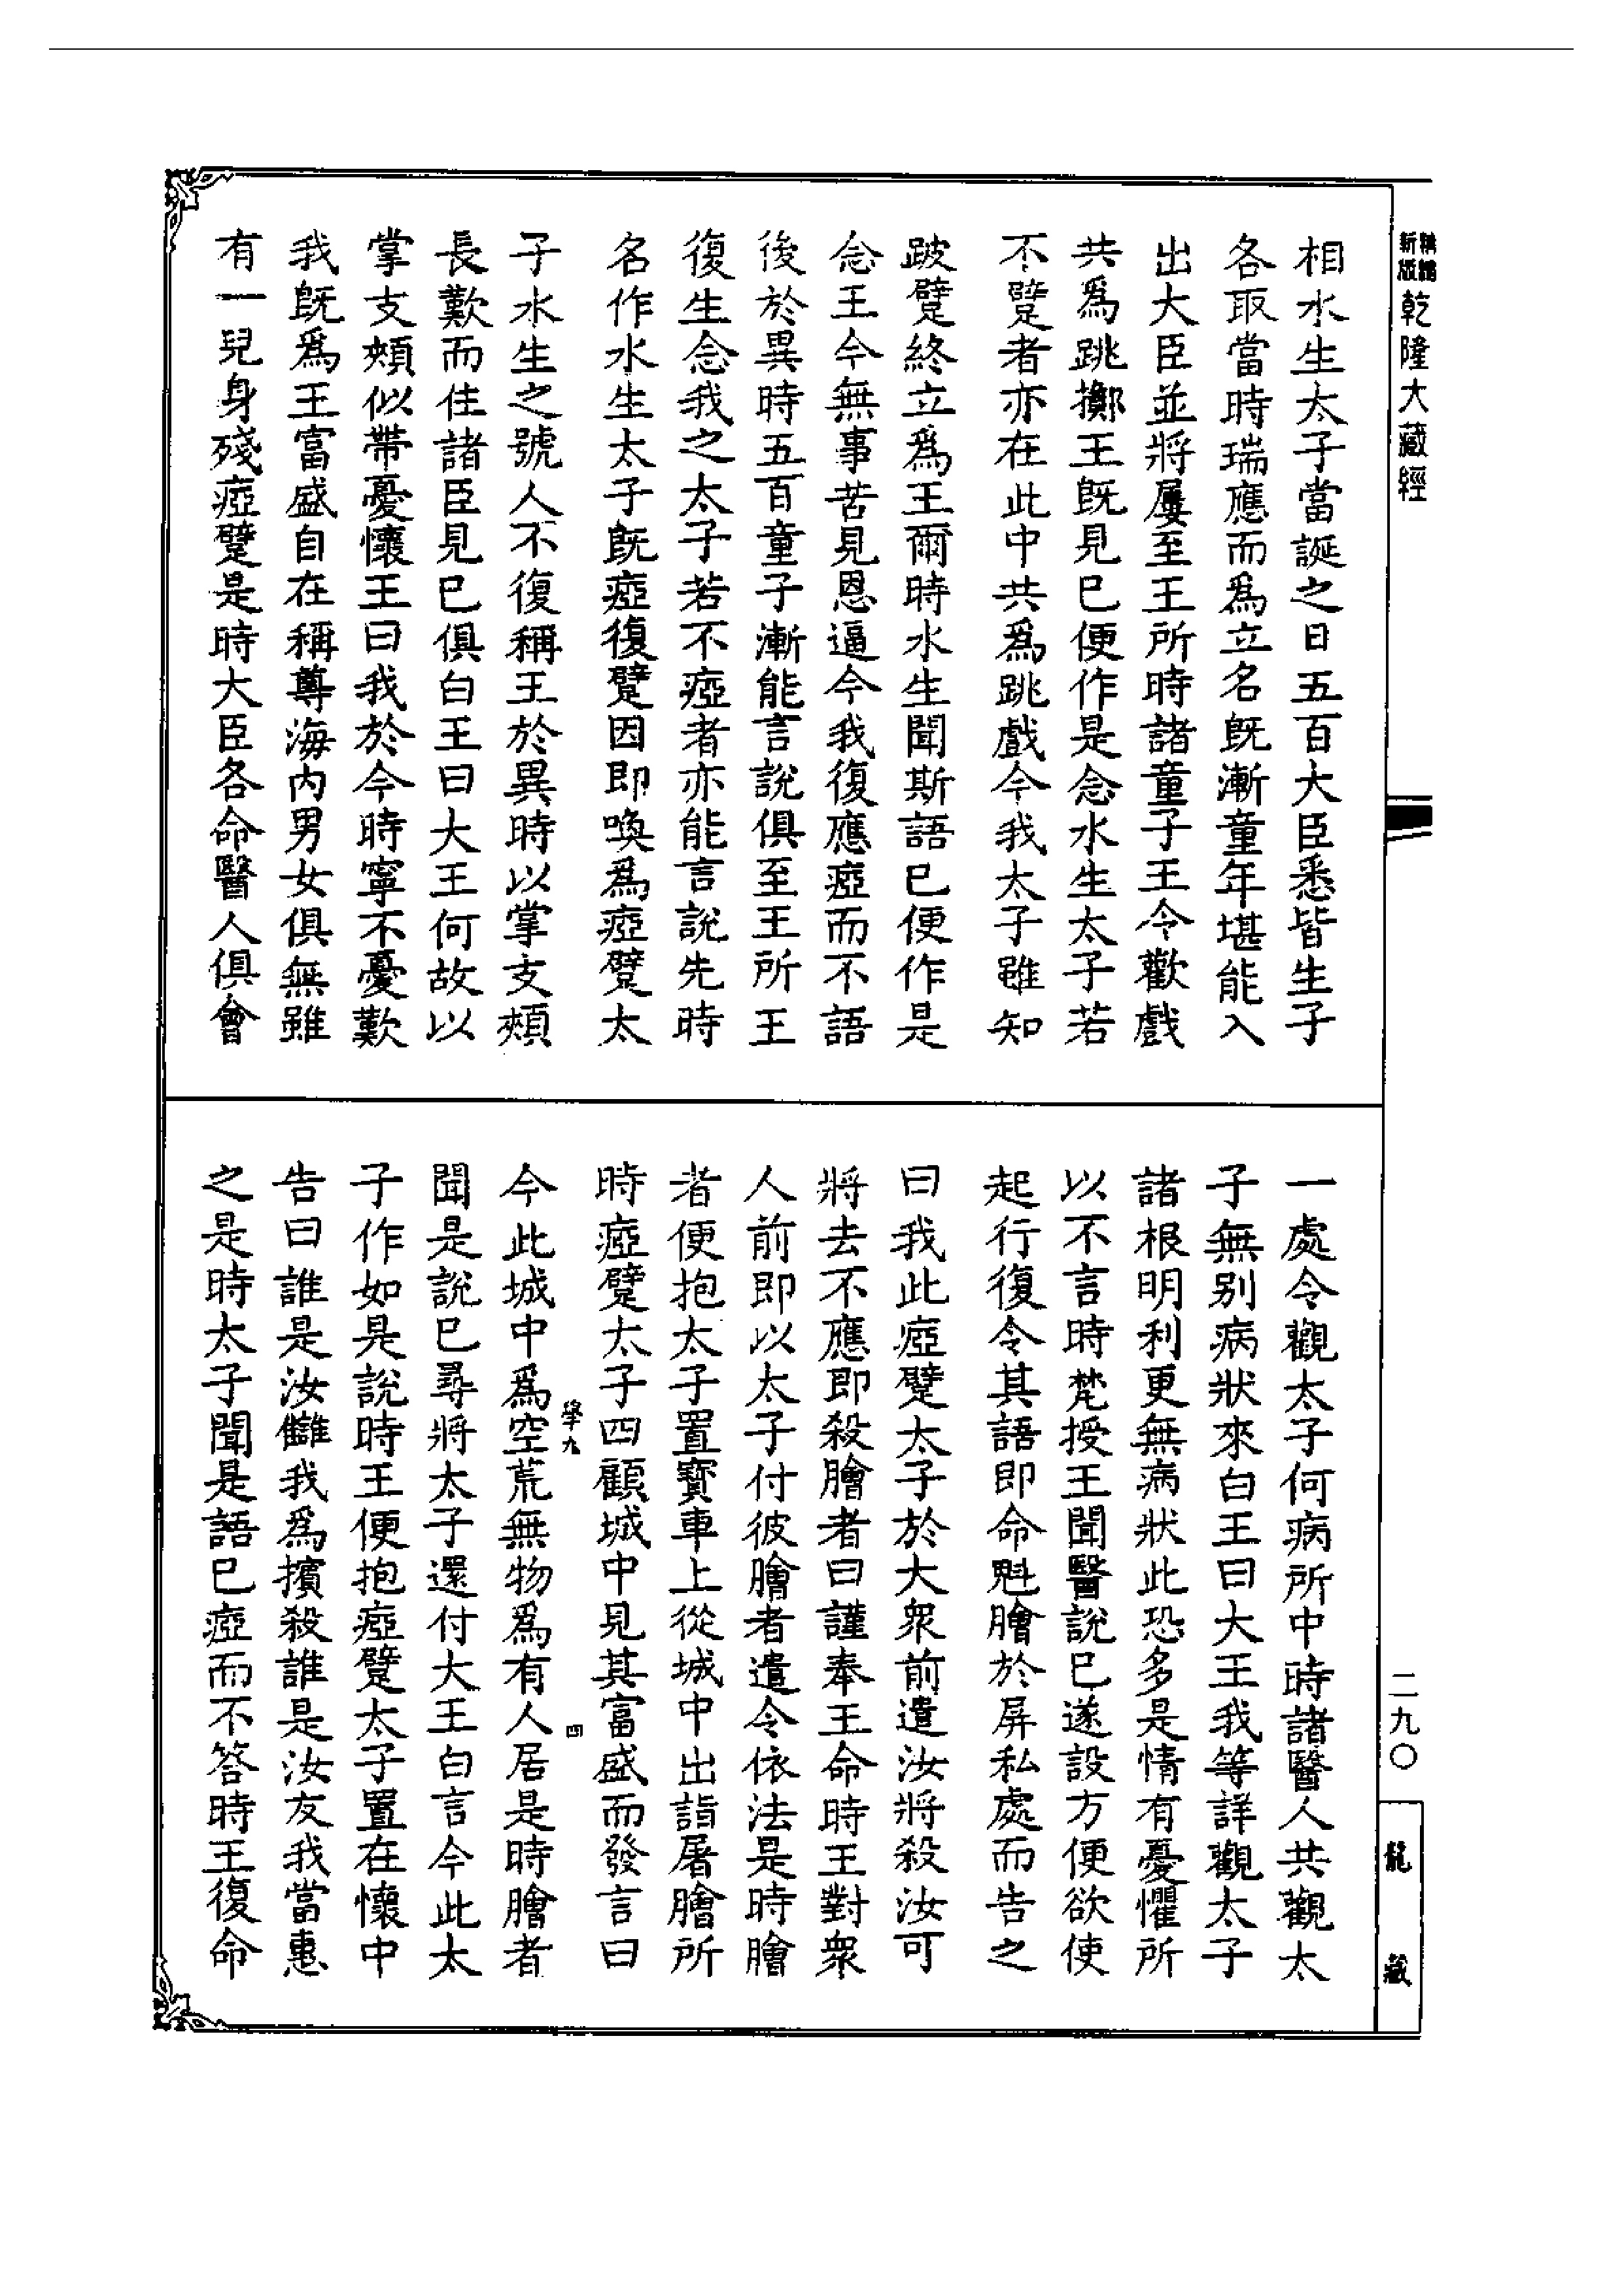 新版
乾隆大藏經
相水生太子當誕之日五百大臣悉皆生子
各取當時瑞應而爲立名旣漸童年堪能入
出大臣並將屢至王所時諸童子王令歡戲
共爲跳擲王旣見已便作是念水生太子若
不躄者亦在此中共爲跳戲今我太子雖知
跛躄終立爲王爾時水生聞斯語已便作是
念王今無事苦見恩逼今我復應瘂而不語
後於異時五百童子漸能言說俱至王所王
復生念我之太子若不瘂者亦能言說先時
名作水生太子旣瘂復躄因即喚爲瘂躄太
子水生之號人不復稱王於異時以掌支頰
長歎而住諸臣見已俱白王曰大王何故以
掌支頰似帶憂懷王曰我於今時寧不憂歎
我旣爲王富盛自在稱尊海內男女俱無雖
有一兒身殘瘂躄是時大臣各命醫人俱會
一處令觀太子何病所中時諸醫人共觀太
子無別病狀來白王曰大王我等詳觀太子
諸根明利更無病狀此恐多是情有憂懼所
以不言時梵授王聞醫說已遂設方便欲使
起行復令其語即命魁膾於屏私處而告之
曰我此瘂躄太子於大衆前遣汝將殺汝可
將去不應即殺膾者曰謹奉王命時王對衆
人前即以太子付彼膾者遣令依法是時膾
者便抱太子置寶車上從城中出詣屠膾所
時瘂躄太子四顧城中見其富盛而發言曰
學九
四
今此城中爲空荒無物爲有人居是時膾者
聞是說已尋將太子還付大王白言今此太
子作如是說時王便抱瘂躄太子置在懷中
告曰誰是汝讎我爲擯殺誰是汝友我當惠
之是時太子聞是語已瘂而不答時王復命
二九〇
龍藏